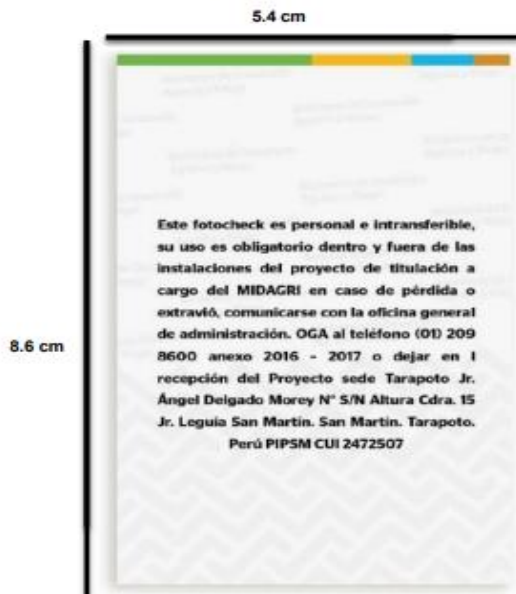 5.4 cm
8.6 cm
Este fotocheck es personal e intransferible,
su uso es obligatorio dentro y fuera de las
instalaciones del proyecto de titulación a
cargo del MIDAGRI en caso de pérdida o
extravió, comunicarse con la oficina general
de administración. OGA al teléfono (01) 209
8600 anexo 2016 - 2017 o dejar en l
recepción del Proyecto sede Tarapoto Jr.
Ángel Delgado Morey N° S/N Altura Cdra. 15
Jr. Leguía San Martín. San Martín. Tarapoto.
Perú PIPSM CUI 2472507